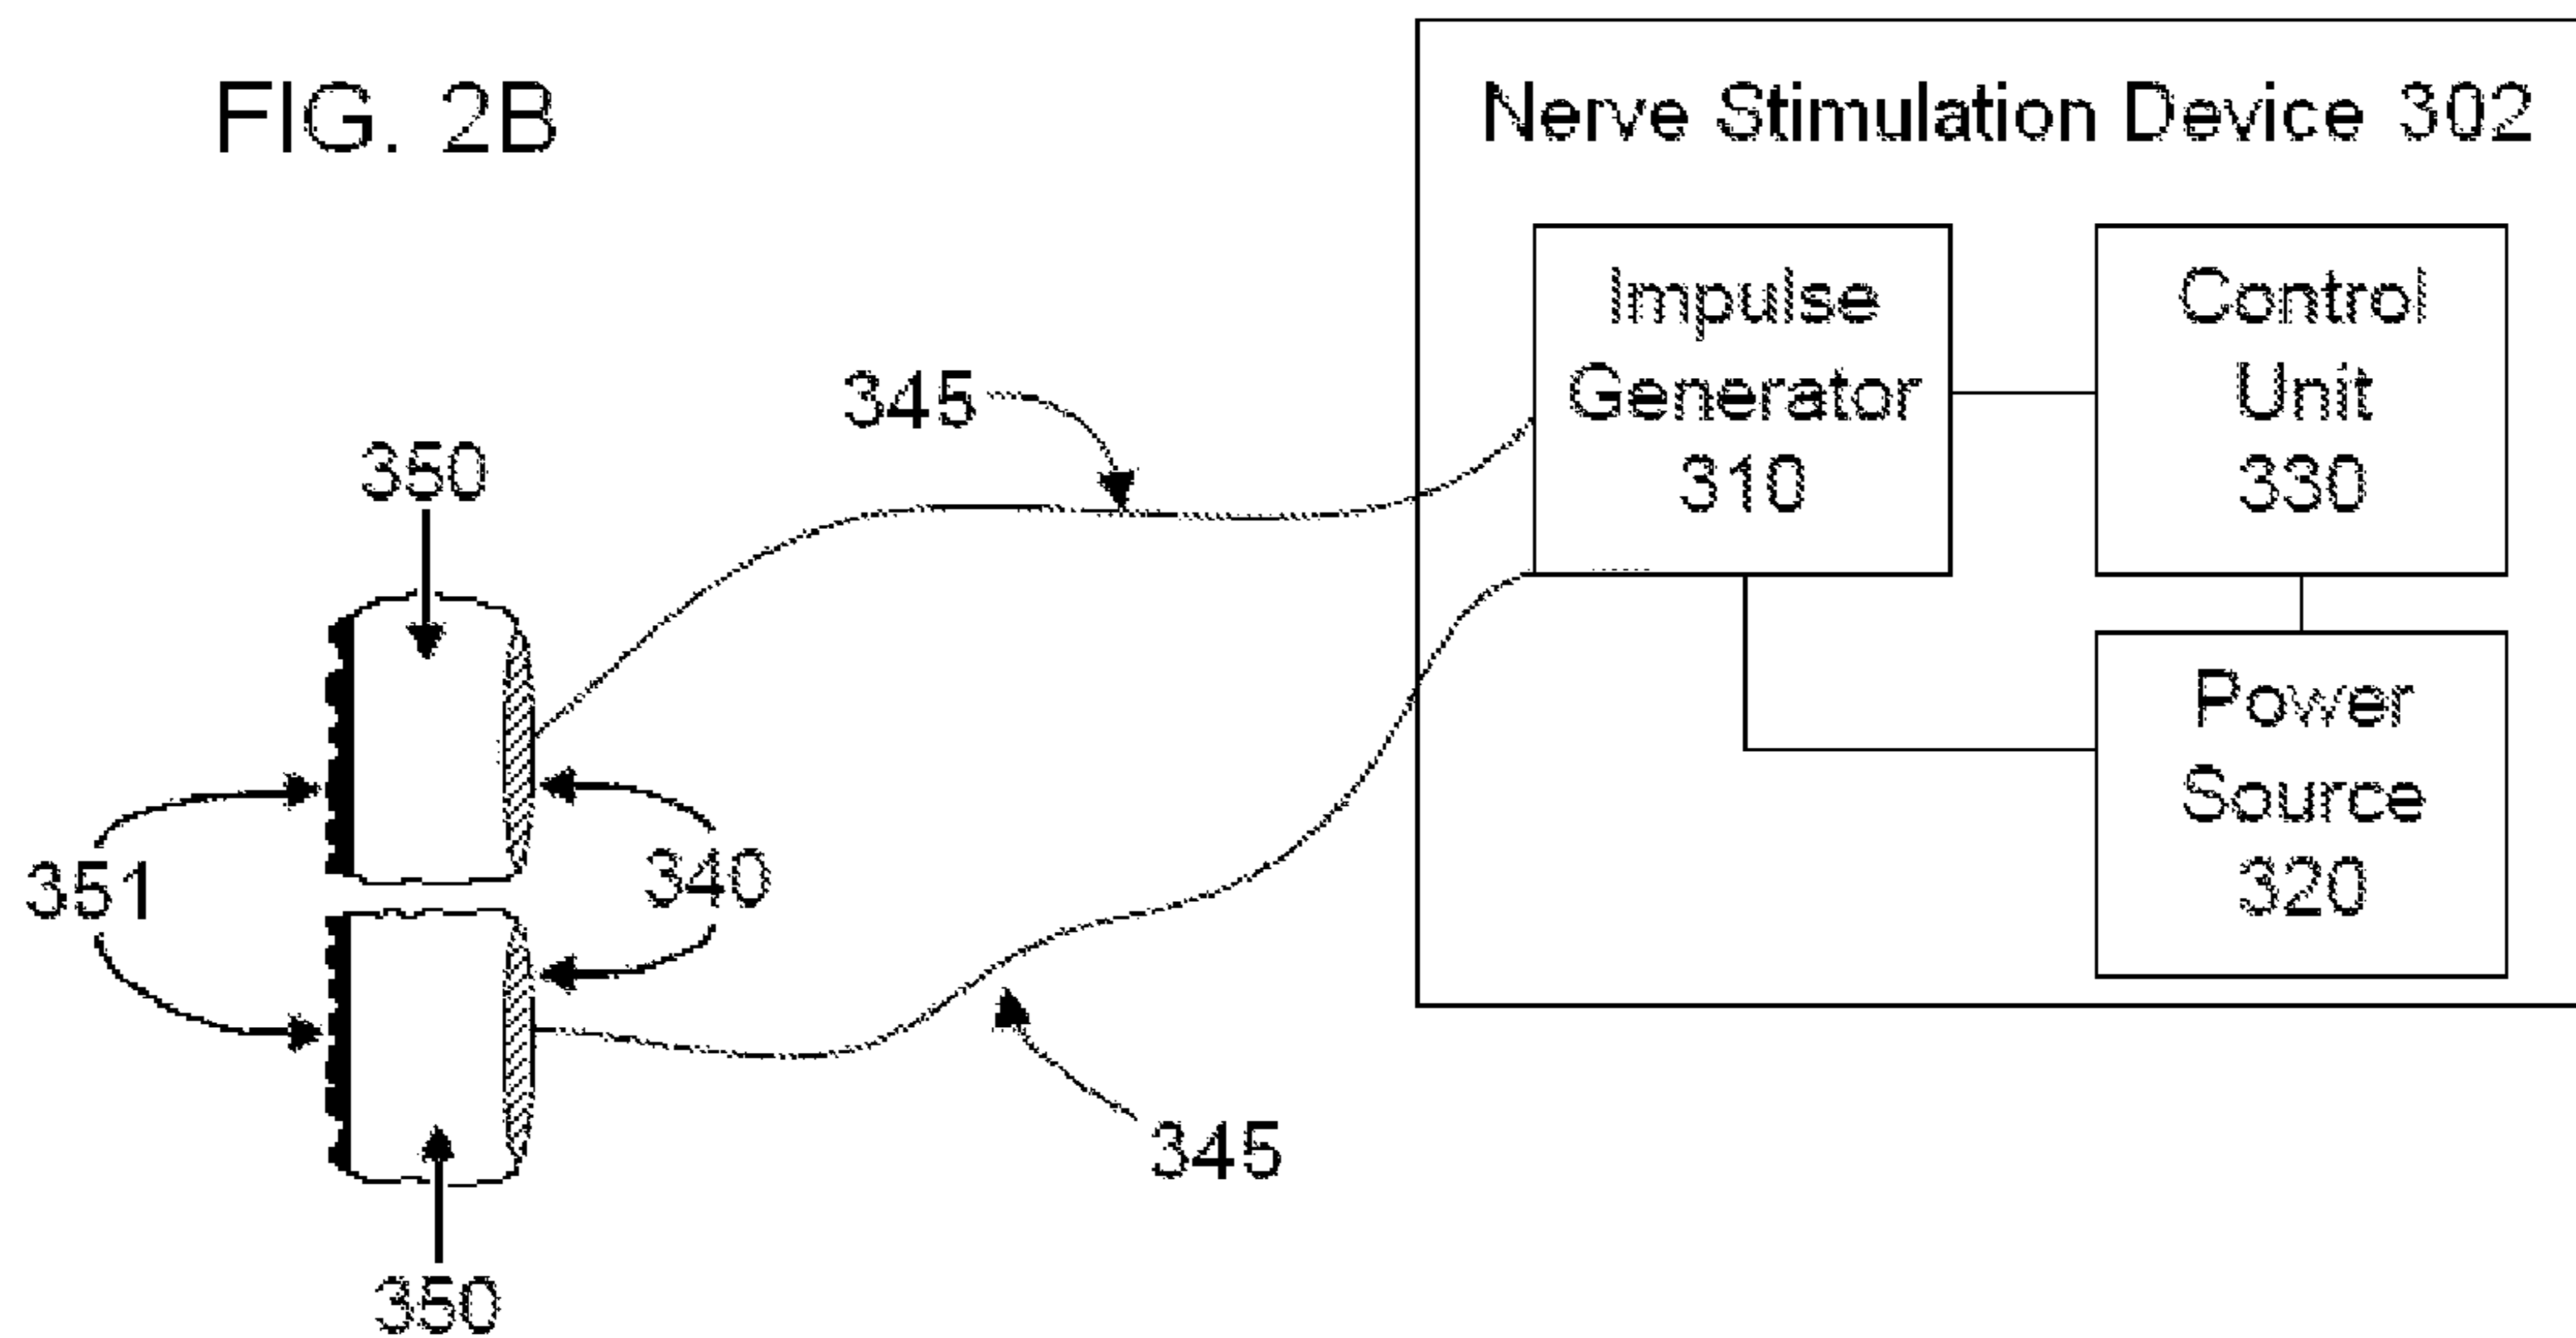 FIG. 2B
Nerve Stimulation Device 302
Impulse
Generator
310
Control
Unit
330
Power
Source
320
345
350
351
340
345
350